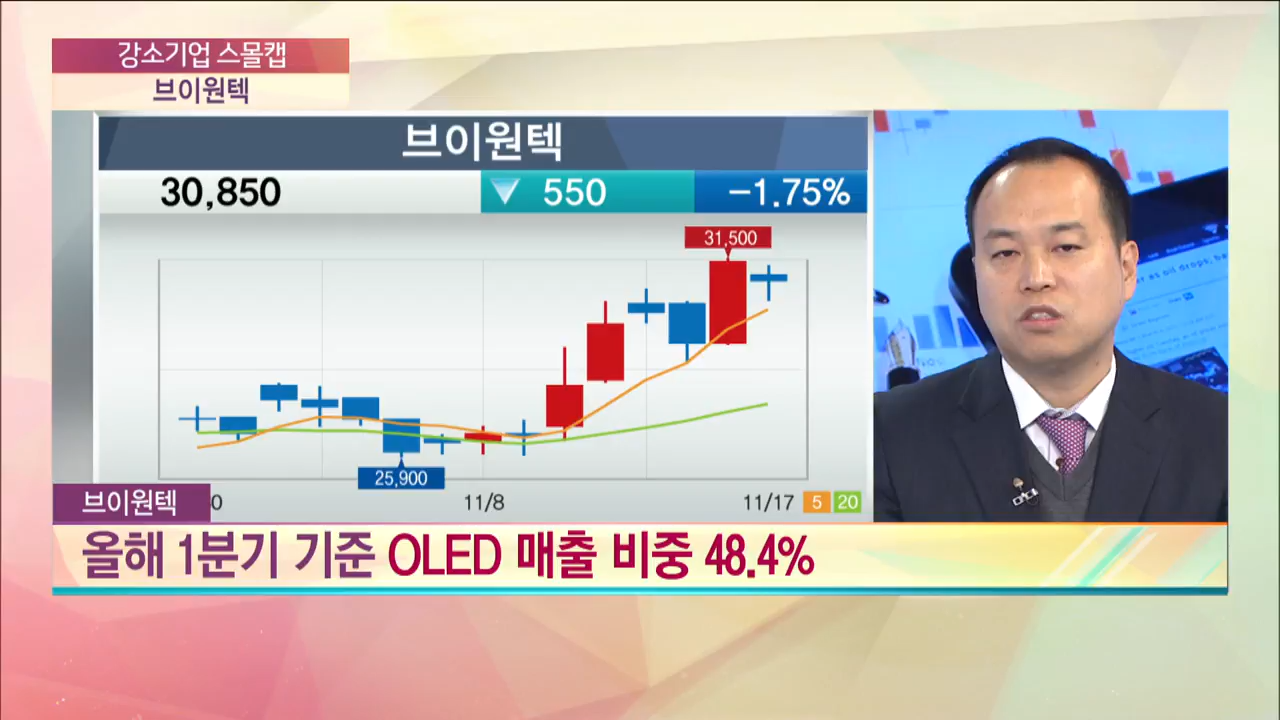 강소기업 스몰캡
브이원텍
브이원텍
30,850 ▼ 550 -1.75%
31,500
25,900
0 11/8 11/17 5 20
브이원텍
올해 1분기 기준 OLED 매출 비중 48.4%